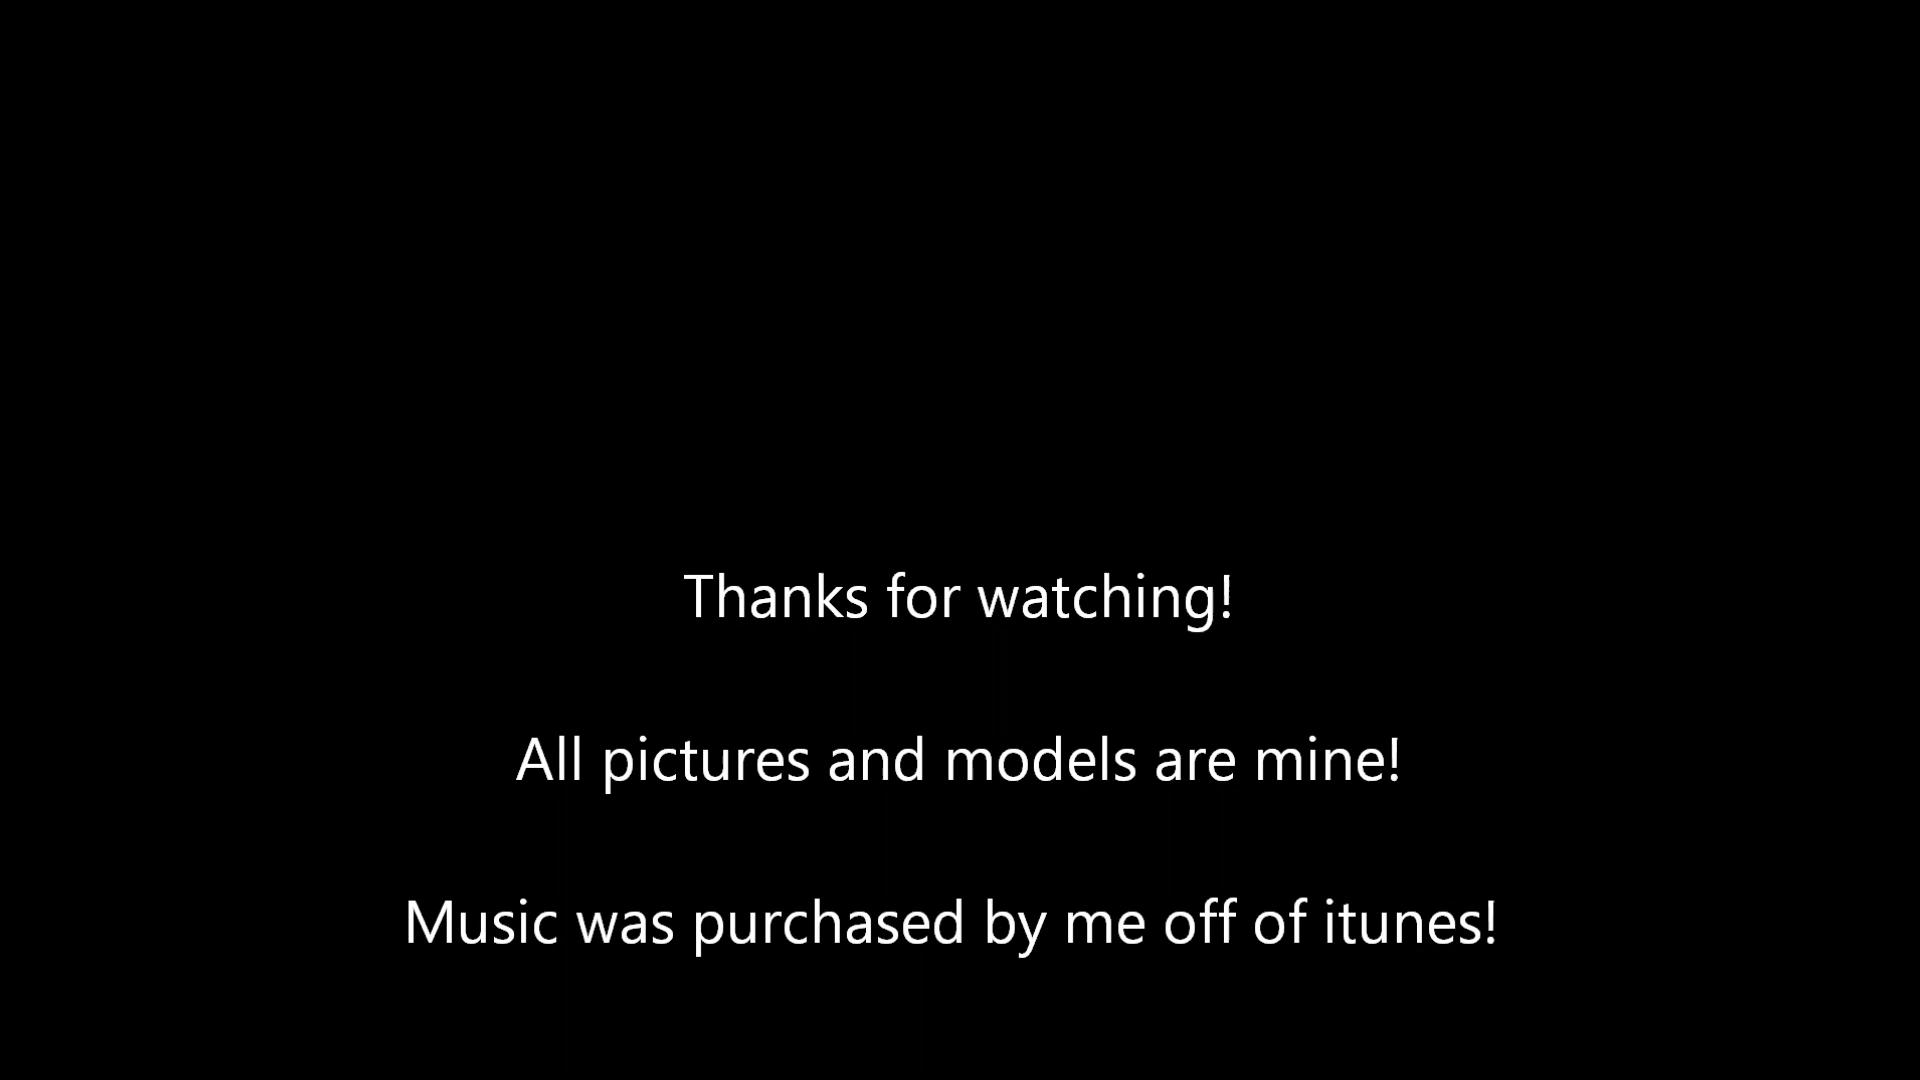 Thanks for watching!
All pictures and models are mine!
Music was purchased by me off of itunes!